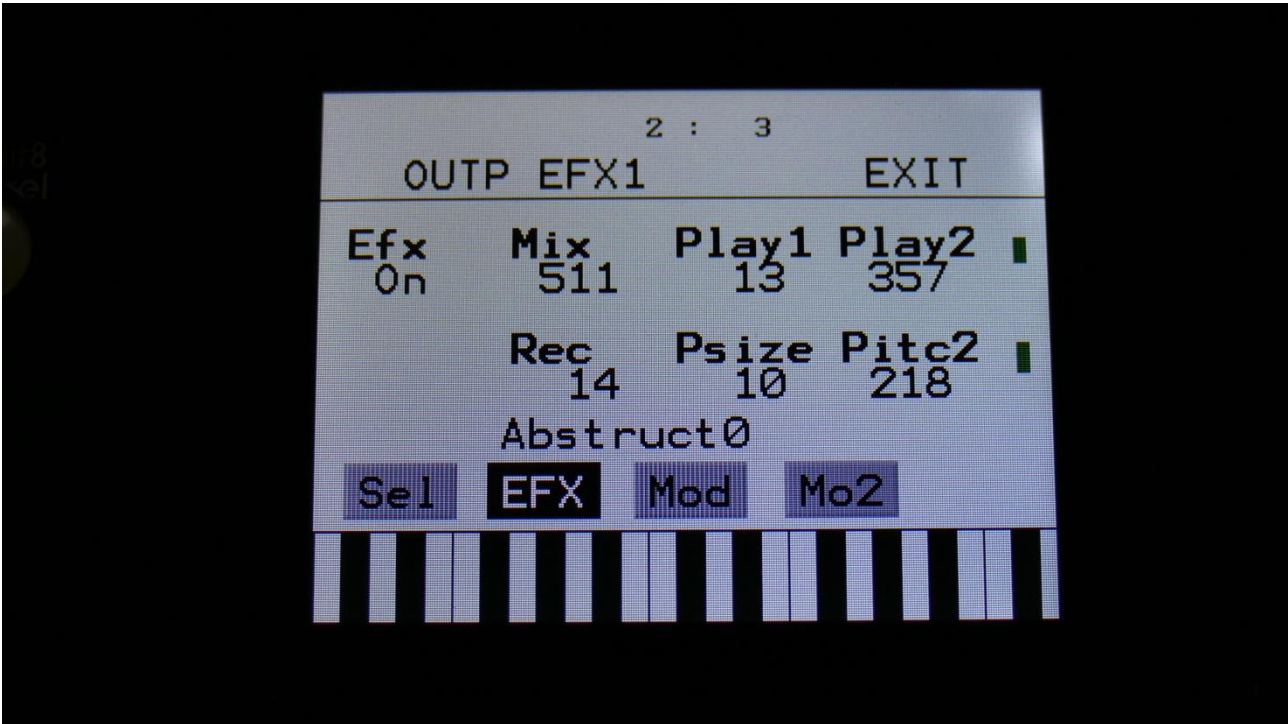 2 : 3
OUTP EFX1 EXIT
Efx Mix Play1 Play2
On 511 13 357
Rec Psize Pitc2
14 10 218
Abstruct0
Sel EFX Mod Mo2